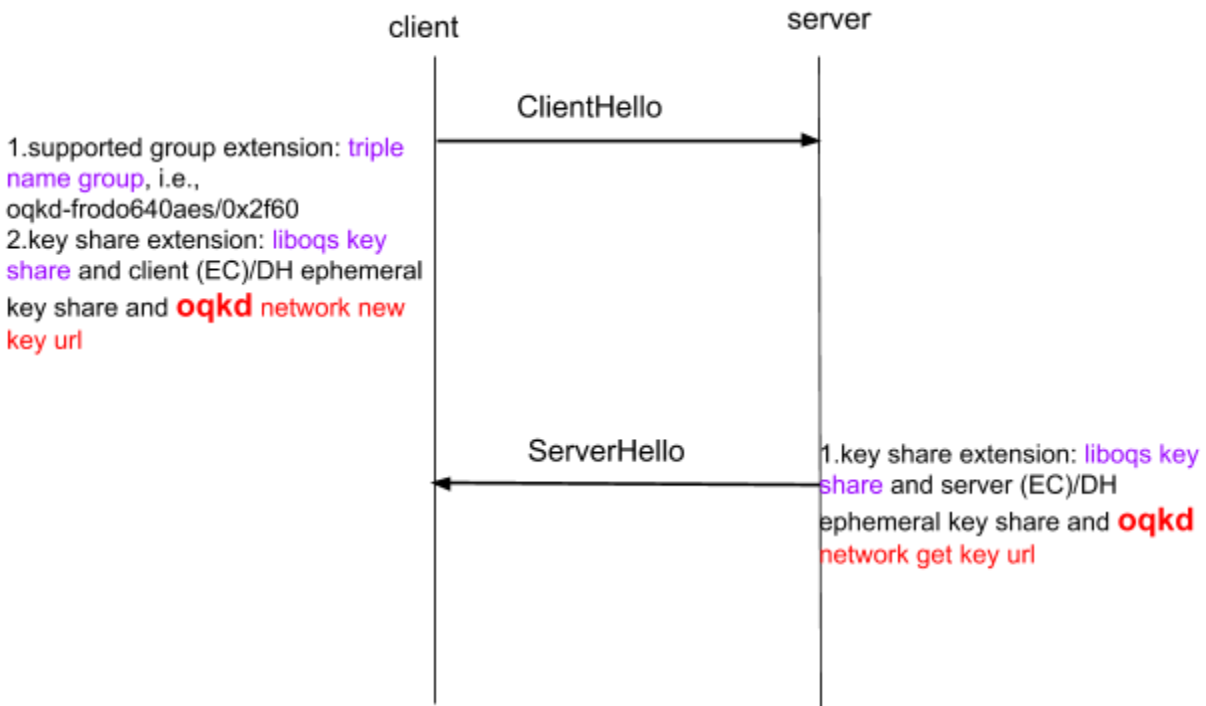 client
server
ClientHello
1.supported group extension: triple
name group, i.e.,
oqkd-frodo640aes/0x2f60
2.key share extension: liboqs key
share and client (EC)/DH ephemeral
key share and oqkd network new
key url
ServerHello
1.key share extension: liboqs key
share and server (EC)/DH
ephemeral key share and oqkd
network get key url